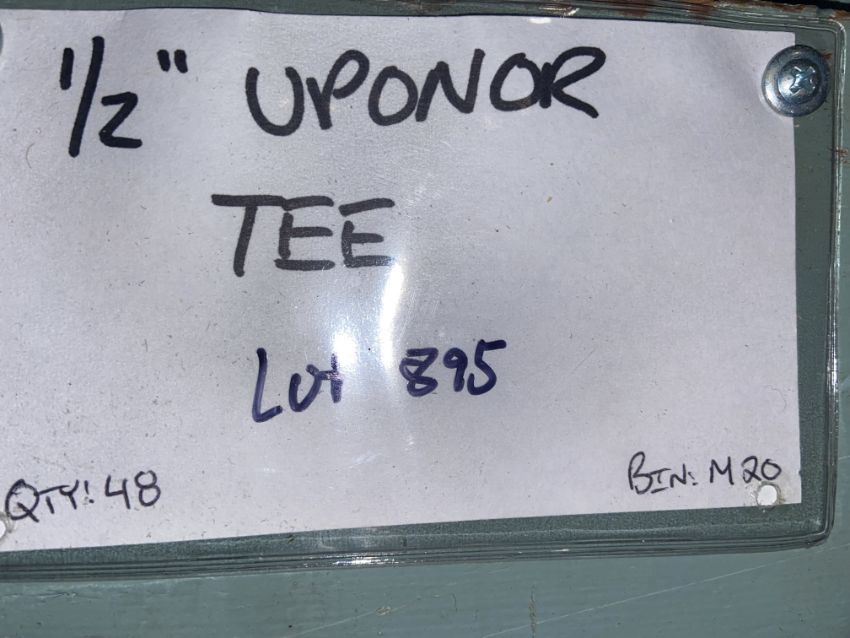 1/2" UPONOR
TEE
Lot 895
QTY: 48
BIN: M20